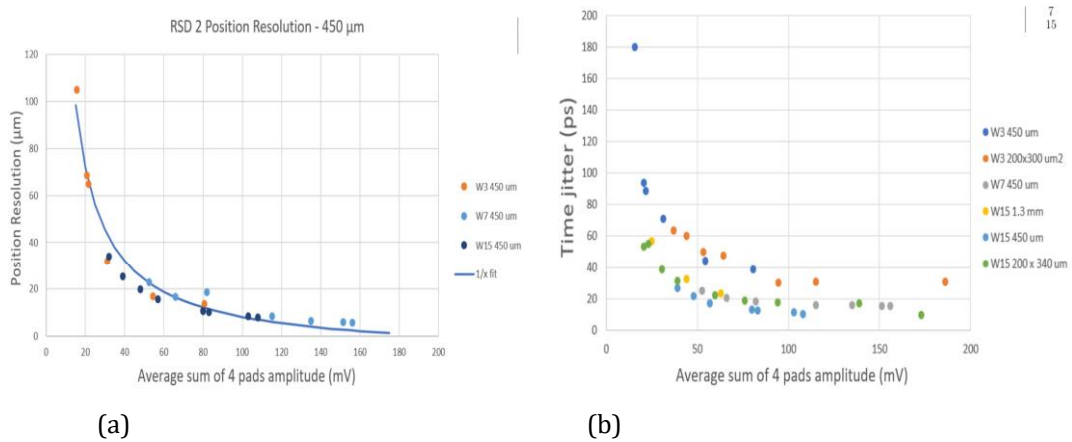 RSD 2 Position Resolution - 450 µm
120
100
80
60
40
20
0
Position Resolution (µm)
0 20 40 60 80 100 120 140 160 180 200
Average sum of 4 pads amplitude (mV)
W3 450 um
W7 450 um
W15 450 um
1/x fit
(a)
7
15
200
180
160
140
120
100
80
60
40
20
0
Time jitter (ps)
0 50 100 150 200
Average sum of 4 pads amplitude (mV)
W3 450 um
W3 200x300 um2
W7 450 um
W15 1.3 mm
W15 450 um
W15 200 x 340 um
(b)